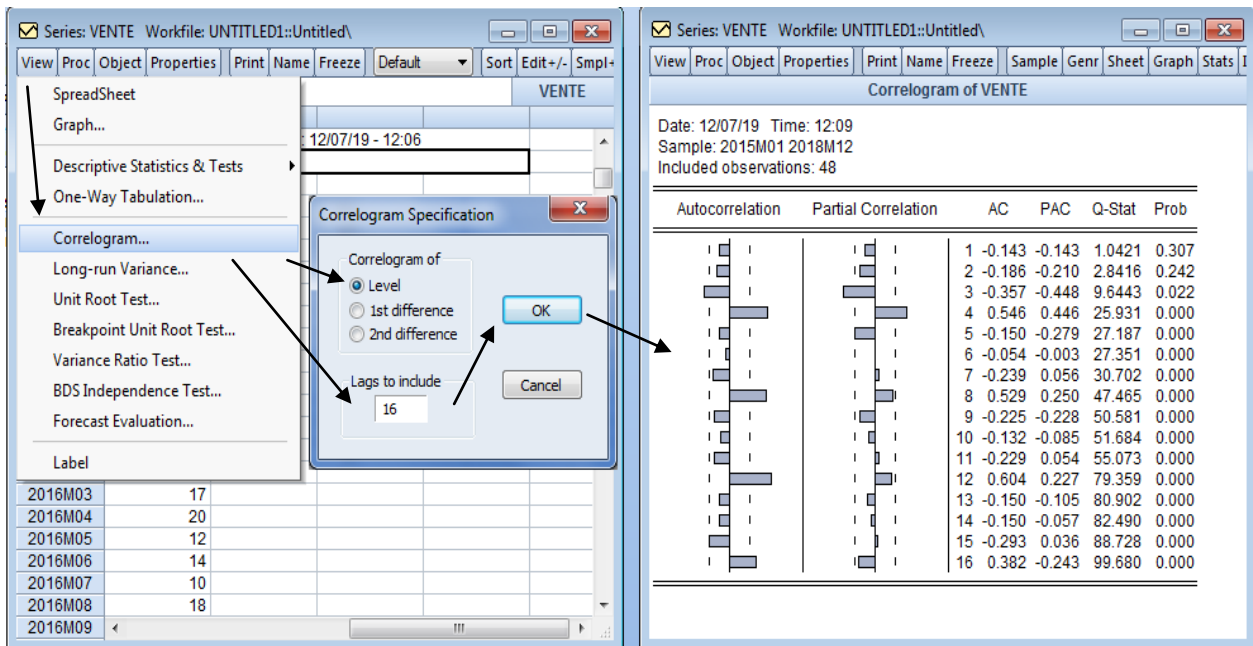 Series: VENTE Workfile: UNTITLED1::Untitled\
View Proc Object Properties Print Name Freeze Default Sort Edit+/- Smpl+
VENTE
: 12/07/19 - 12:06
SpreadSheet
Graph...
Descriptive Statistics & Tests
One-Way Tabulation...
Correlogram...
Long-run Variance...
Unit Root Test...
Breakpoint Unit Root Test...
Variance Ratio Test...
BDS Independence Test...
Forecast Evaluation...
Label
2016M03 17
2016M04 20
2016M05 12
2016M06 14
2016M07 10
2016M08 18
2016M09
Correlogram Specification
Correlogram of
Level
1st difference
2nd difference
OK
Lags to include
16
Cancel
Series: VENTE Workfile: UNTITLED1::Untitled\
View Proc Object Properties Print Name Freeze Sample Genr Sheet Graph Stats
Correlogram of VENTE
Date: 12/07/19 Time: 12:09
Sample: 2015M01 2018M12
Included observations: 48
Autocorrelation Partial Correlation AC PAC Q-Stat Prob
1 -0.143 -0.143 1.0421 0.307
2 -0.186 -0.210 2.8416 0.242
3 -0.357 -0.448 9.6443 0.022
4 0.546 0.446 25.931 0.000
5 -0.150 -0.279 27.187 0.000
6 -0.054 -0.003 27.351 0.000
7 -0.239 0.056 30.702 0.000
8 0.529 0.250 47.465 0.000
9 -0.225 -0.228 50.581 0.000
10 -0.132 -0.085 51.684 0.000
11 -0.229 0.054 55.073 0.000
12 0.604 0.227 79.359 0.000
13 -0.150 -0.105 80.902 0.000
14 -0.150 -0.057 82.490 0.000
15 -0.293 0.036 88.728 0.000
16 0.382 -0.243 99.680 0.000